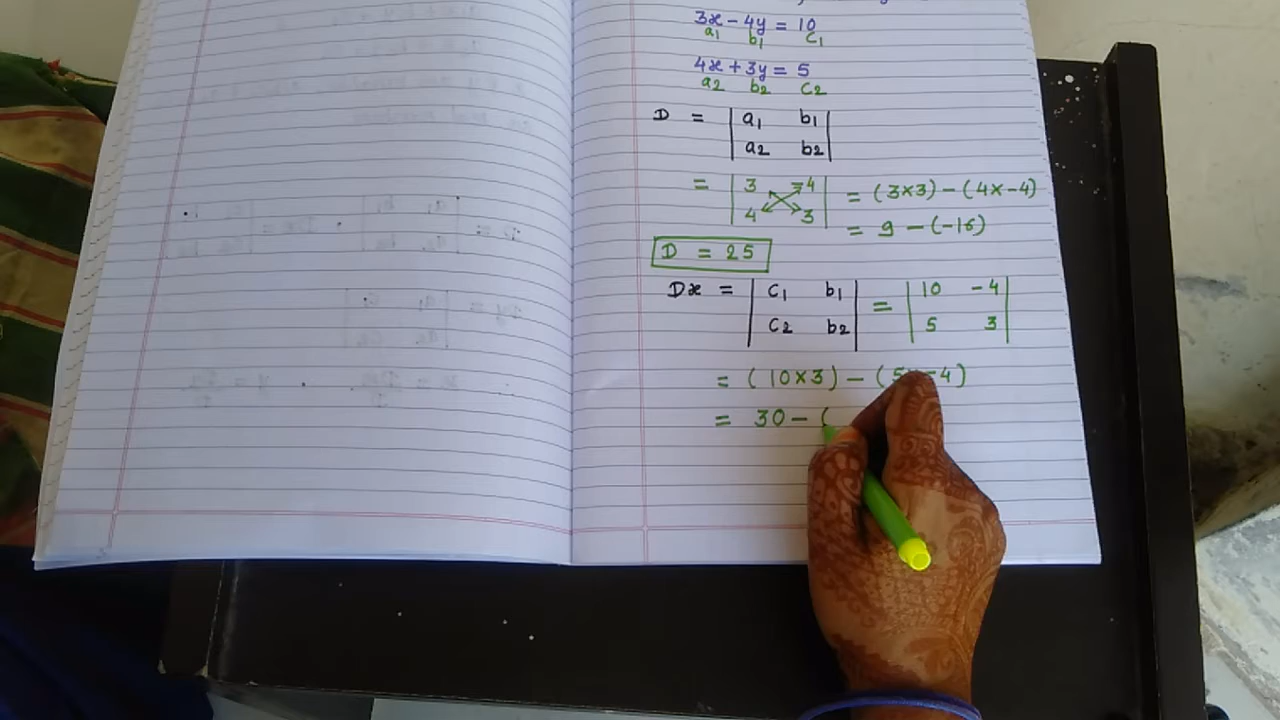 3x - 4y = 10
a1 b1 C1
4x + 3y = 5
a2 b2 C2
D = | a1 b1 |
| a2 b2 |
= | 3 -4 | = (3×3) - (4×-4)
| 4 3 |
= 9 - (-16)
D = 25
Dx = | C1 b1 | = | 10 -4 |
| C2 b2 | | 5 3 |
= (10×3) - (5×-4)
= 30 - (